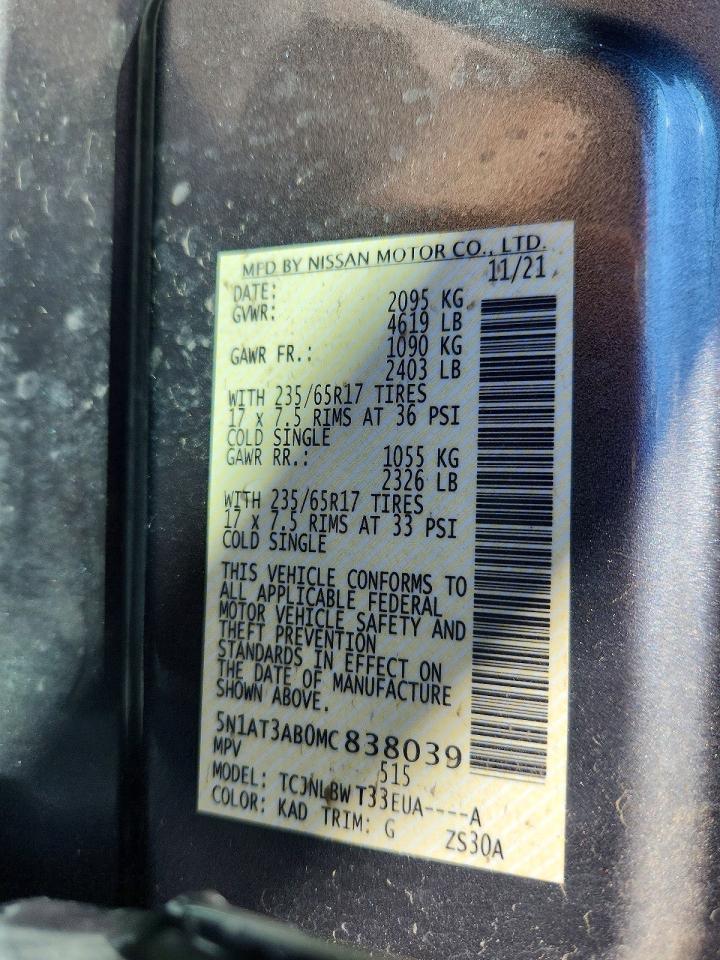 MFD BY NISSAN MOTOR CO., LTD.
DATE: 11/21
GVWR: 2095 KG
4619 LB
GAWR FR.: 1090 KG
2403 LB
WITH 235/65R17 TIRES
17 x 7.5 RIMS AT 36 PSI
COLD SINGLE
GAWR RR.: 1055 KG
2326 LB
WITH 235/65R17 TIRES
17 x 7.5 RIMS AT 33 PSI
COLD SINGLE
THIS VEHICLE CONFORMS TO
ALL APPLICABLE FEDERAL
MOTOR VEHICLE SAFETY AND
THEFT PREVENTION
STANDARDS IN EFFECT ON
THE DATE OF MANUFACTURE
SHOWN ABOVE.
5N1AT3AB0MC838039
MPV 515
MODEL: TCJNLBW T33EUA----A
COLOR: KAD TRIM: G ZS30A